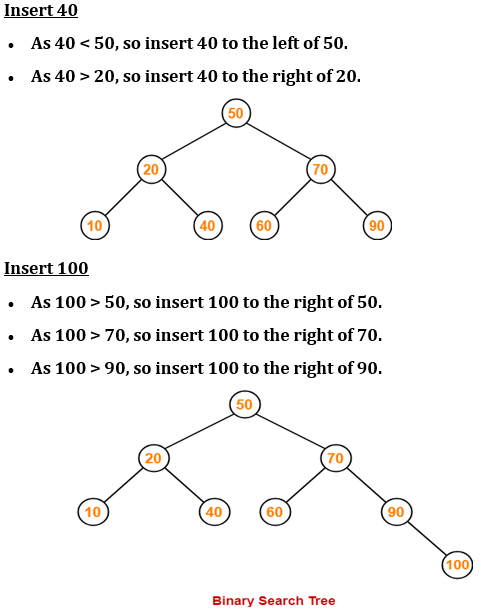 Insert 40
• As 40 < 50, so insert 40 to the left of 50.
• As 40 > 20, so insert 40 to the right of 20.
50
20 70
10 40 60 90
Insert 100
• As 100 > 50, so insert 100 to the right of 50.
• As 100 > 70, so insert 100 to the right of 70.
• As 100 > 90, so insert 100 to the right of 90.
50
20 70
10 40 60 90
100
Binary Search Tree